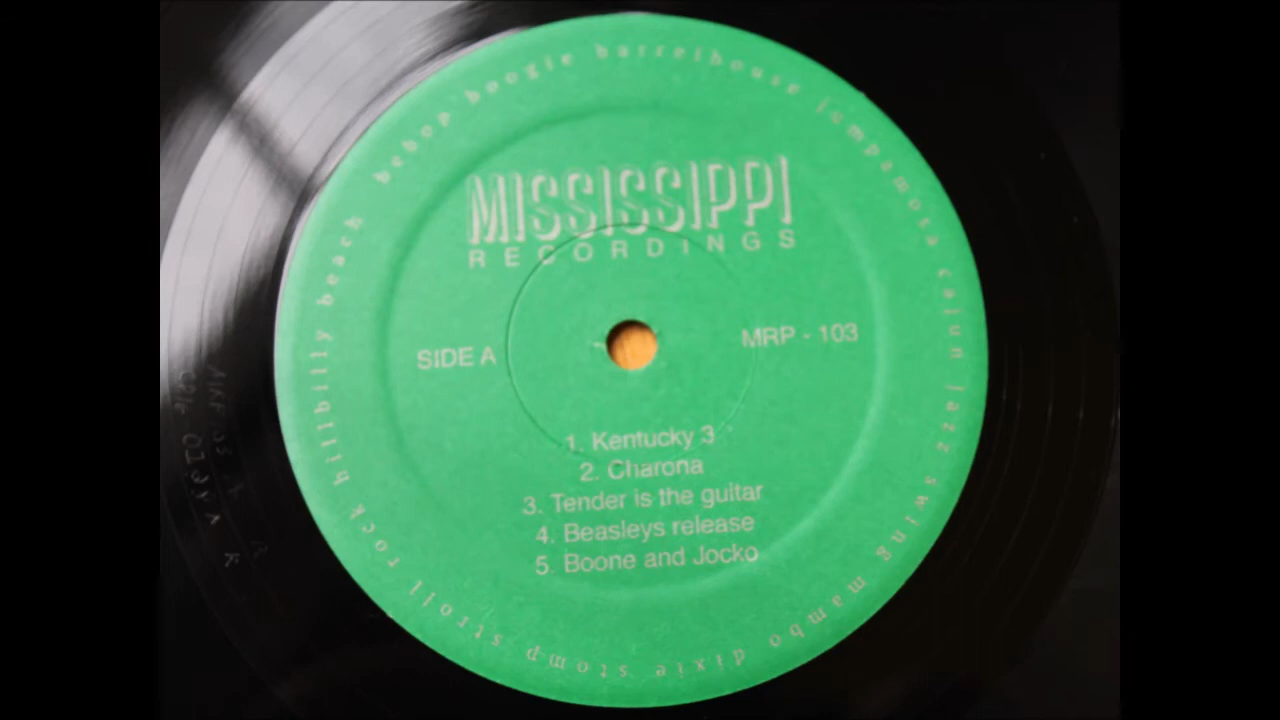 bebop boogie barrelhouse jumpamosta cajun jazz swing mambo dixie stomp stroll rock hillbilly beach
MISSISSIPPI
RECORDINGS
SIDE A
MRP - 103
1. Kentucky 3
2. Charona
3. Tender is the guitar
4. Beasleys release
5. Boone and Jocko